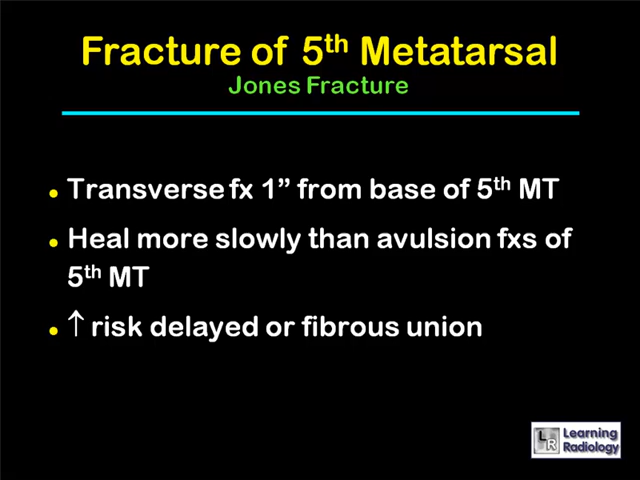 Fracture of 5th Metatarsal
Jones Fracture
• Transverse fx 1” from base of 5th MT
• Heal more slowly than avulsion fxs of
5th MT
• ↑ risk delayed or fibrous union
LR Learning
Radiology